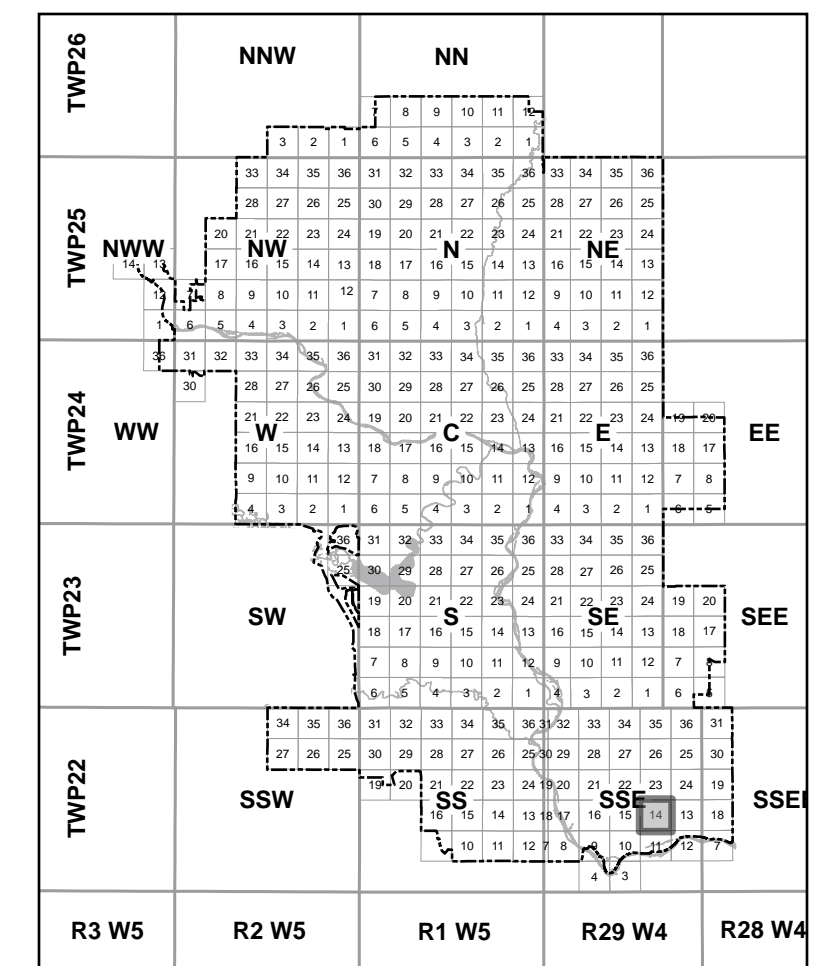 NNW NN
TWP26
7 8 9 10 11 12
3 2 1 6 5 4 3 2 1
33 34 35 36 31 32 33 34 35 36 33 34 35 36
28 27 26 25 30 29 28 27 26 25 28 27 26 25
TWP25
20 21 22 23 24 19 20 21 22 23 24 21 22 23 24
NWW NW N NE
14 13 17 16 15 14 13 18 17 16 15 14 13 16 15 14 13
12 7 8 9 10 11 12 7 8 9 10 11 12 9 10 11 12
1 6 5 4 3 2 1 6 5 4 3 2 1 4 3 2 1
36 31 32 33 34 35 36 31 32 33 34 35 36 33 34 35 36
30 28 27 26 25 30 29 28 27 26 25 28 27 26 25
TWP24
21 22 23 24 19 20 21 22 23 24 21 22 23 24 19 20
WW W C E EE
16 15 14 13 18 17 16 15 14 13 16 15 14 13 18 17
9 10 11 12 7 8 9 10 11 12 9 10 11 12 7 8
4 3 2 1 6 5 4 3 2 1 4 3 2 1 6 5
36 31 32 33 34 35 36 33 34 35 36
25 30 29 28 27 26 25 28 27 26 25
TWP23
19 20 21 22 23 24 21 22 23 24 19 20
SW S SE SEE
18 17 16 15 14 13 16 15 14 13 18 17
7 8 9 10 11 12 9 10 11 12 7 8
6 5 4 3 2 1 4 3 2 1 6 5
34 35 36 31 32 33 34 35 36 31 32 33 34 35 36 31
27 26 25 30 29 28 27 26 25 30 29 28 27 26 25 30
TWP22
19 20 21 22 23 24 19 20 21 22 23 24 19
SSW SS SSE
16 15 14 13 18 17 16 15 14 13 18
10 11 12 7 8 9 10 11 12 7
4 3
R3 W5 R2 W5 R1 W5 R29 W4 R28 W4